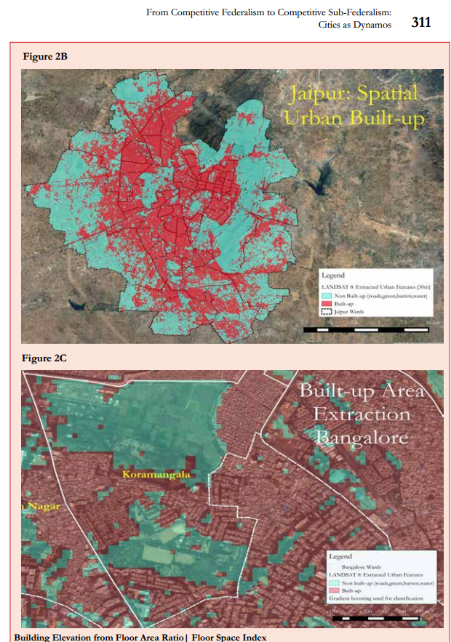 From Competitive Federalism to Competitive Sub-Federalism:
Cities as Dynamos
311
Figure 2B
Jaipur: Spatial
Urban Built-up
Legend
LANDSAT 8 Extracted Urban Features [30m]
Non Built-up (roads,green,barren,water)
Built-up
Jaipur Wards
Figure 2C
Built-up Area
Extraction
Bangalore
Koramangala
Nagar
Legend
Bangalore Wards
LANDSAT 8 Extracted Urban Features
Non built-up (roads,green,barren,water)
Built-up
Gradient boosting used for classification
Building Elevation from Floor Area Ratio| Floor Space Index